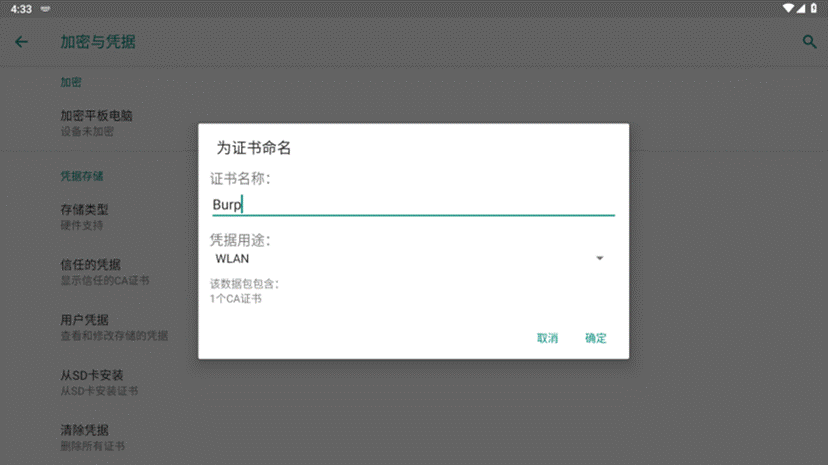 4:33
加密与凭据
加密
加密平板电脑
设备未加密
凭据存储
存储类型
硬件支持
信任的凭据
显示信任的CA证书
用户凭据
查看和修改存储的凭据
从SD卡安装
从SD卡安装证书
清除凭据
删除所有证书
为证书命名
证书名称：
Burp
凭据用途：
WLAN
该数据包包含：
1个CA证书
取消
确定